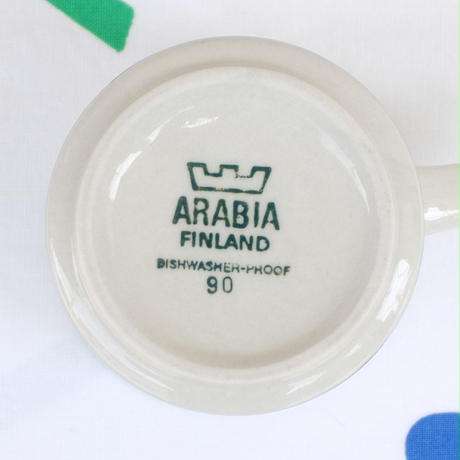 ARABIA
FINLAND
DISHWASHER-PROOF
90